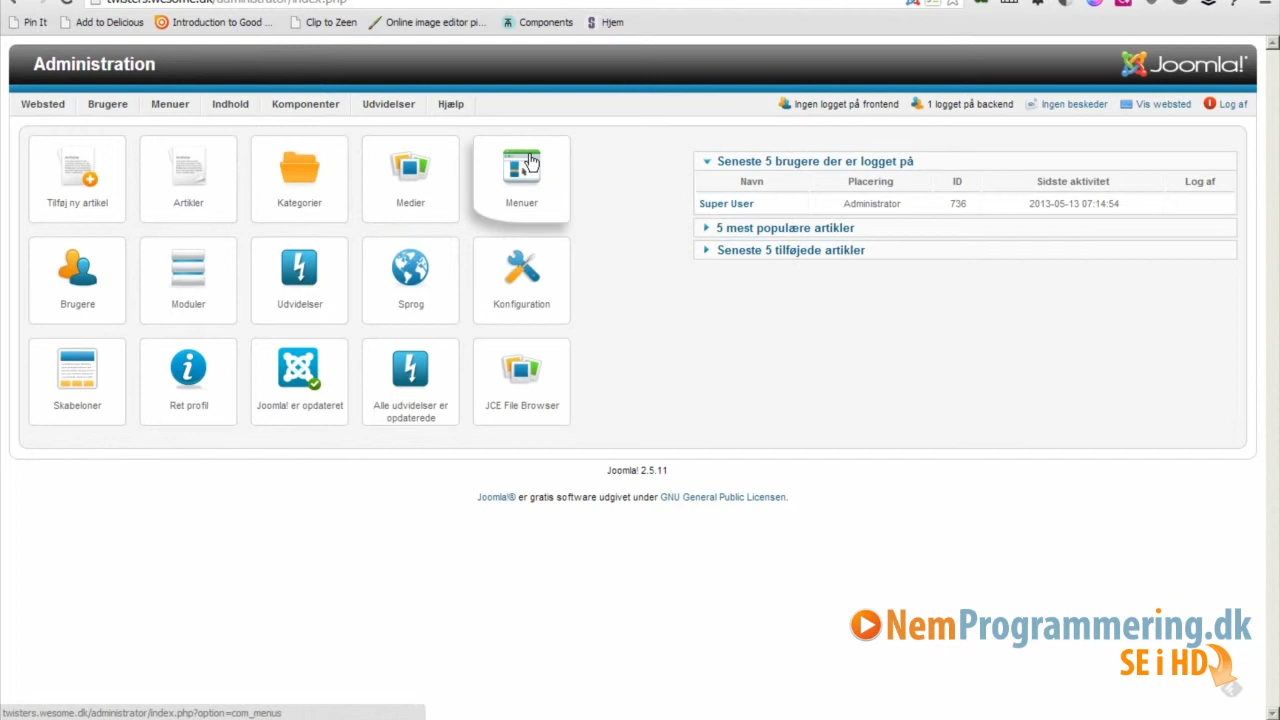 twisters.wesome.dk/administrator/index.php
Pin It Add to Delicious Introduction to Good ... Clip to Zeen Online image editor pi... Components Hjem
Administration
Joomla!
Websted Brugere Menuer Indhold Komponenter Udvidelser Hjælp
Ingen logget på frontend 1 logget på backend Ingen beskeder Vis websted Log af
Tilføj ny artikel Artikler Kategorier Medier Menuer
Brugere Moduler Udvidelser Sprog Konfiguration
Skabeloner Ret profil Joomla! er opdateret Alle udvidelser er JCE File Browser
opdaterede
Seneste 5 brugere der er logget på
Navn Placering ID Sidste aktivitet Log af
Super User Administrator 736 2013-05-13 07:14:54
5 mest populære artikler
Seneste 5 tilføjede artikler
Joomla! 2.5.11
Joomla!® er gratis software udgivet under GNU General Public Licensen.
NemProgrammering.dk
SE i HD
twisters.wesome.dk/administrator/index.php?option=com_menus